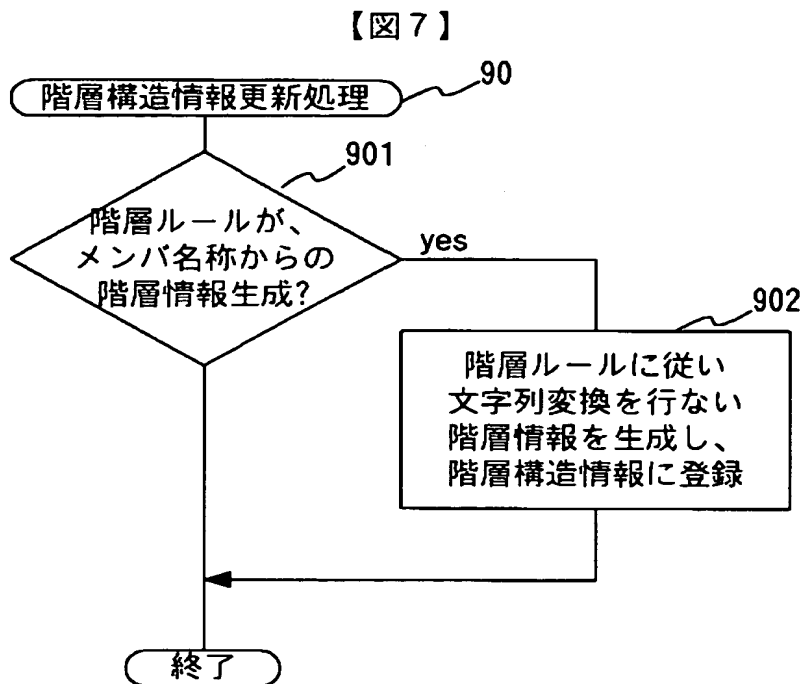 【図7】
階層構造情報更新処理
90
901
階層ルールが、
メンバ名称からの
階層情報生成?
yes
902
階層ルールに従い
文字列変換を行ない
階層情報を生成し、
階層構造情報に登録
終了